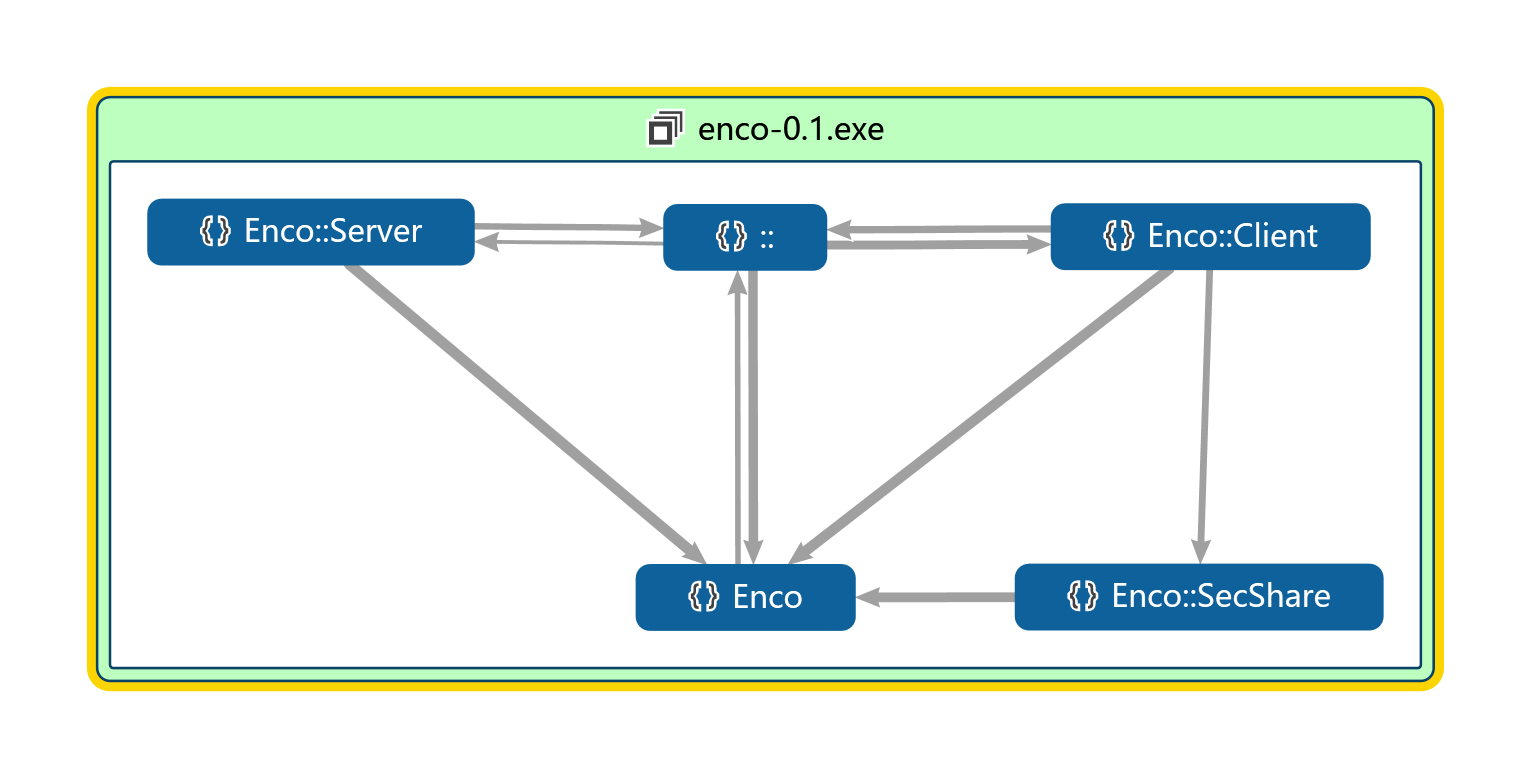 enco-0.1.exe
{} Enco::Server
{} ::
{} Enco::Client
{} Enco
{} Enco::SecShare